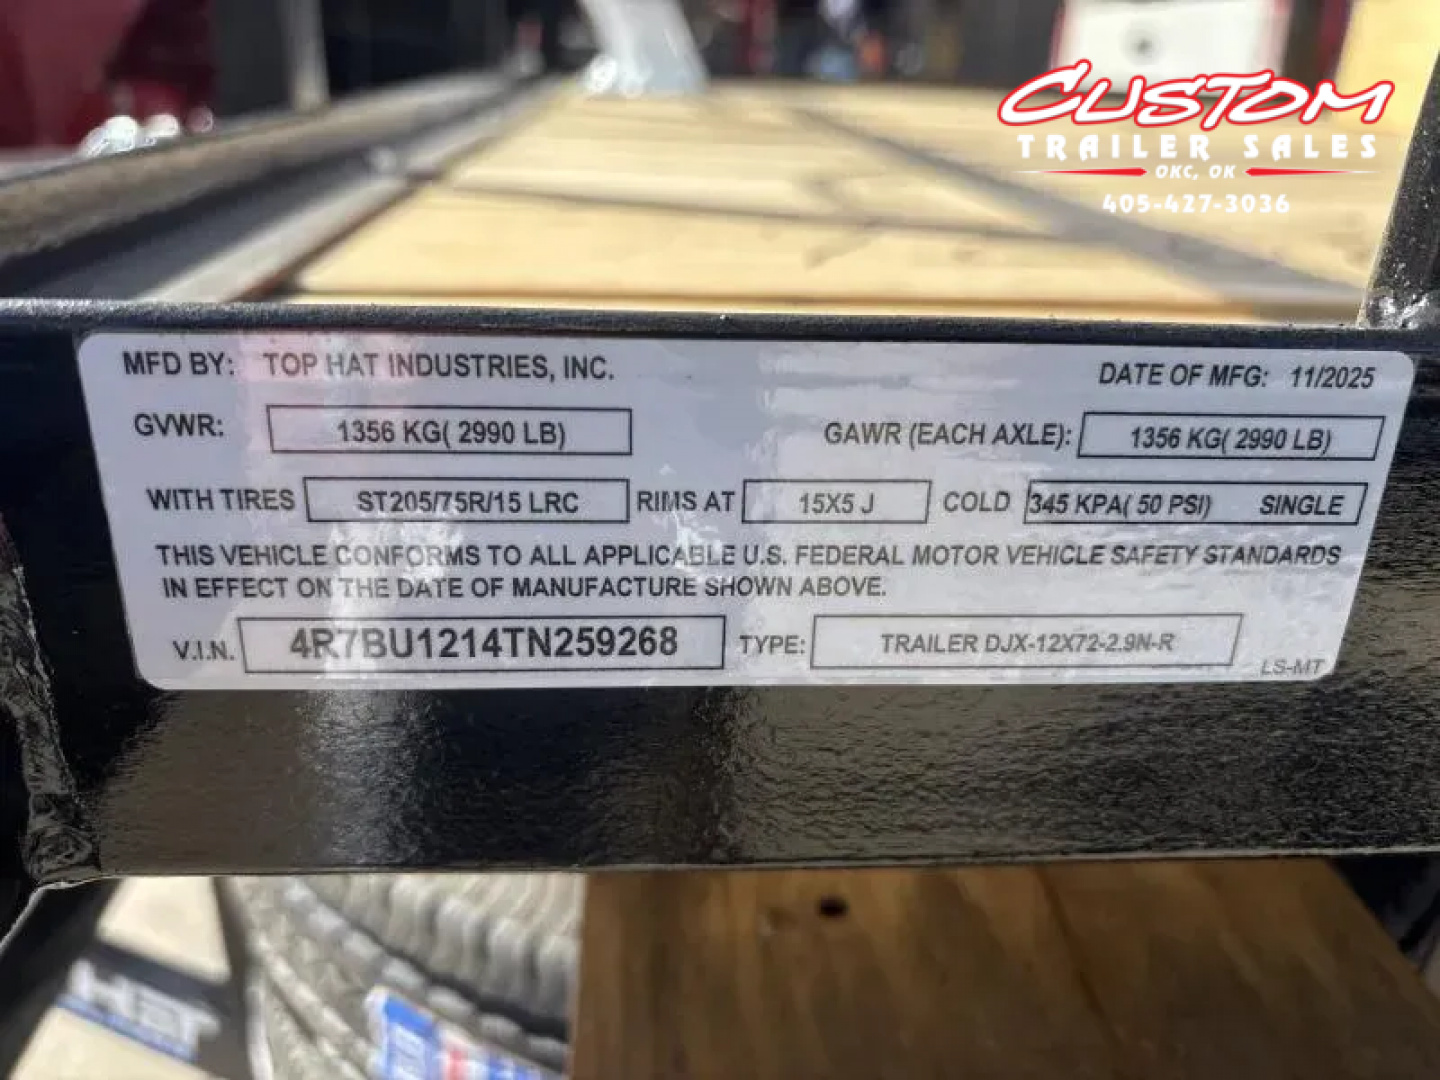 CUSTOM
TRAILER SALES
OKC, OK
405-427-3036
MFD BY: TOP HAT INDUSTRIES, INC. DATE OF MFG: 11/2025
GVWR: 1356 KG( 2990 LB) GAWR (EACH AXLE): 1356 KG( 2990 LB)
WITH TIRES ST205/75R/15 LRC RIMS AT 15X5 J COLD 345 KPA( 50 PSI) SINGLE
THIS VEHICLE CONFORMS TO ALL APPLICABLE U.S. FEDERAL MOTOR VEHICLE SAFETY STANDARDS
IN EFFECT ON THE DATE OF MANUFACTURE SHOWN ABOVE.
V.I.N. 4R7BU1214TN259268 TYPE: TRAILER DJX-12X72-2.9N-R
LS-MT
Hat